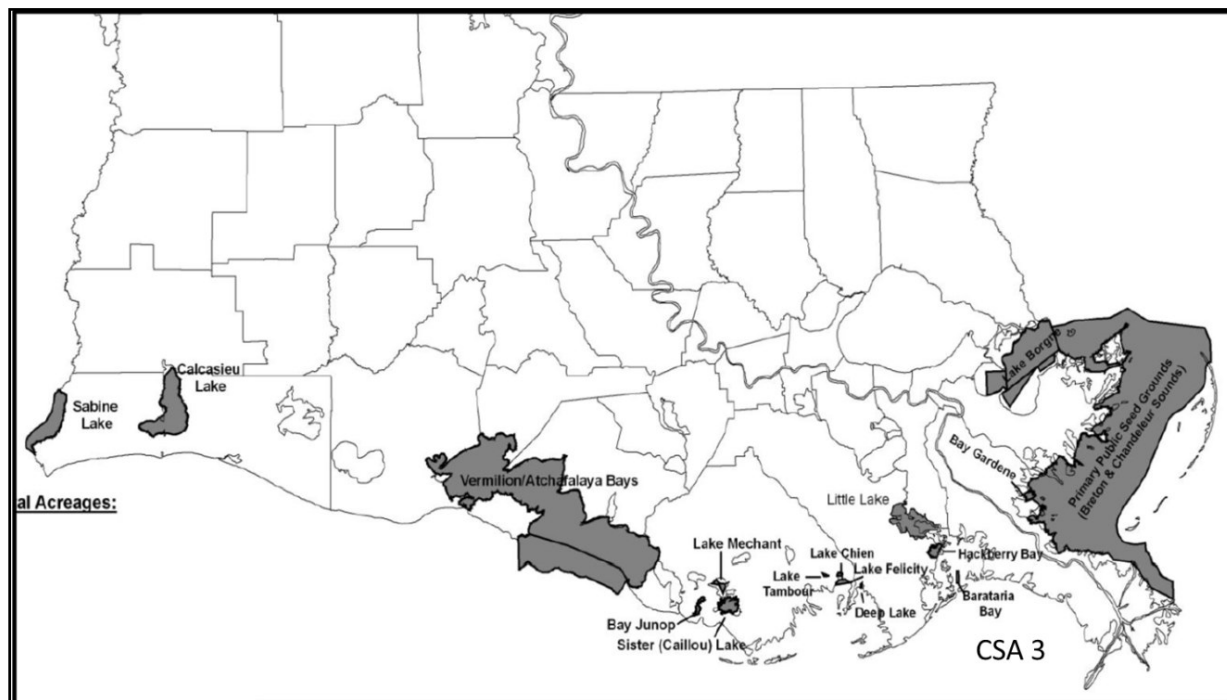 Calcasieu
Lake
Sabine
Lake
al Acreages:
Vermilion/Atchafalaya Bays
Lake Borgne
Primary Public Seed Grounds
(Breton & Chandeleur Sounds)
Bay Gardene
Little Lake
Hackberry Bay
Lake Mechant
Lake Chien
Lake Felicity
Lake
Tambour
Deep Lake
Barataria
Bay
Bay Junop
Sister (Caillou) Lake
CSA 3